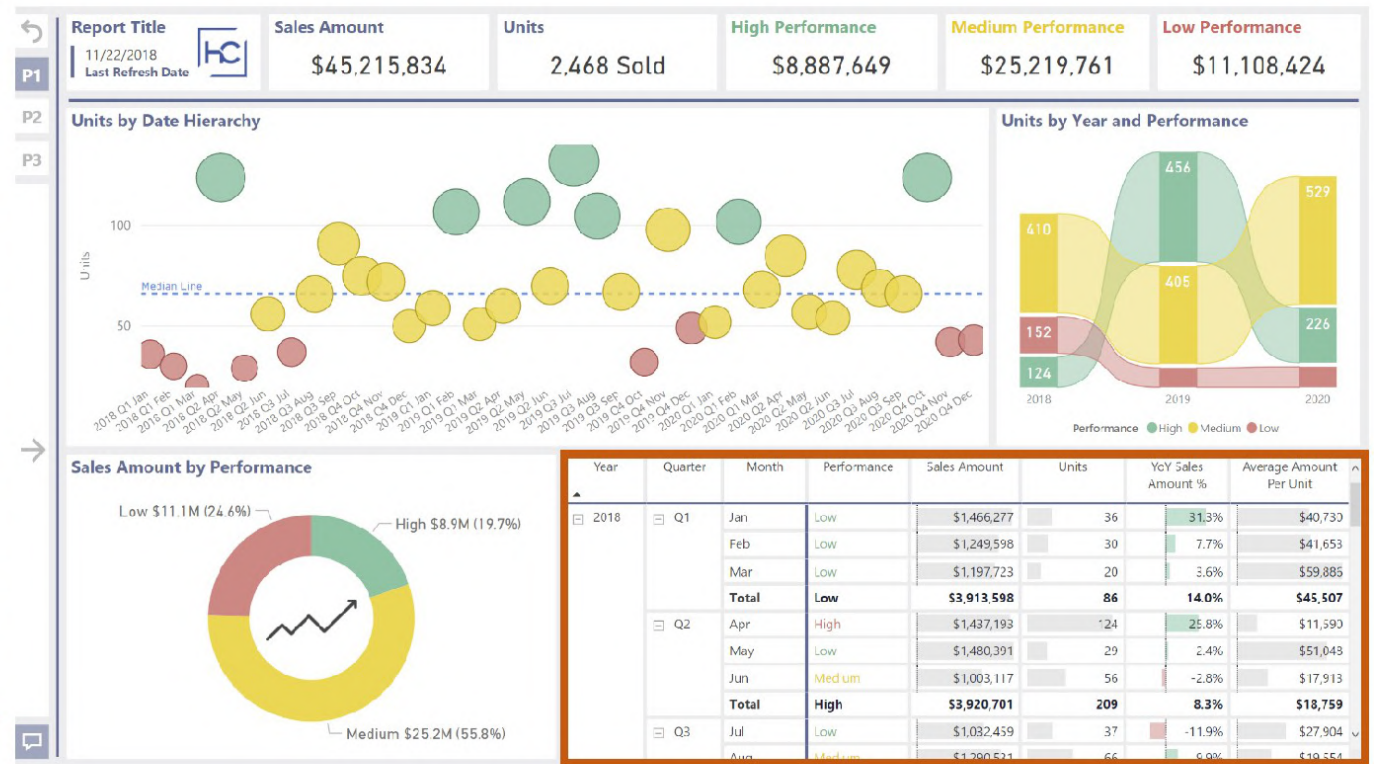 Report Title
11/22/2018
Last Refresh Date
hC
Sales Amount
$45,215,834
Units
2,468 Sold
High Performance
$8,887,649
Medium Performance
$25,219,761
Low Performance
$11,108,424
P1
P2
P3
Units by Date Hierarchy
Units
100
50
Median Line
2018 Q1 Jan
2018 Q1 Feb
2018 Q1 Mar
2018 Q2 Apr
2018 Q2 May
2018 Q2 Jun
2018 Q3 Jul
2018 Q3 Aug
2018 Q3 Sep
2018 Q4 Oct
2018 Q4 Nov
2018 Q4 Dec
2019 Q1 Jan
2019 Q1 Feb
2019 Q1 Mar
2019 Q2 Apr
2019 Q2 May
2019 Q2 Jun
2019 Q3 Jul
2019 Q3 Aug
2019 Q3 Sep
2019 Q4 Oct
2019 Q4 Nov
2019 Q4 Dec
2020 Q1 Jan
2020 Q1 Feb
2020 Q1 Mar
2020 Q2 Apr
2020 Q2 May
2020 Q2 Jun
2020 Q3 Jul
2020 Q3 Aug
2020 Q3 Sep
2020 Q4 Oct
2020 Q4 Nov
2020 Q4 Dec
Units by Year and Performance
456
529
410
405
152
226
124
2018 2019 2020
Performance High Medium Low
Sales Amount by Performance
Low $11.1M (24.6%)
High $8.9M (19.7%)
Medium $25.2M (55.8%)
Year Quarter Month Performance Sales Amount Units YoY Sales Amount % Average Amount Per Unit
2018 Q1 Jan Low $1,466,277 36 31.3% $40,730
Feb Low $1,249,598 30 7.7% $41,653
Mar Low $1,197,723 20 3.6% $59,886
Total Low $3,913,598 86 14.0% $45,507
Q2 Apr High $1,437,193 124 25.8% $11,590
May Low $1,480,391 29 2.4% $51,048
Jun Medium $1,003,117 56 -2.8% $17,913
Total High $3,920,701 209 8.3% $18,759
Q3 Jul Low $1,032,459 37 -11.9% $27,904
Aug Medium $1,290,531 66 9.9% $19,554